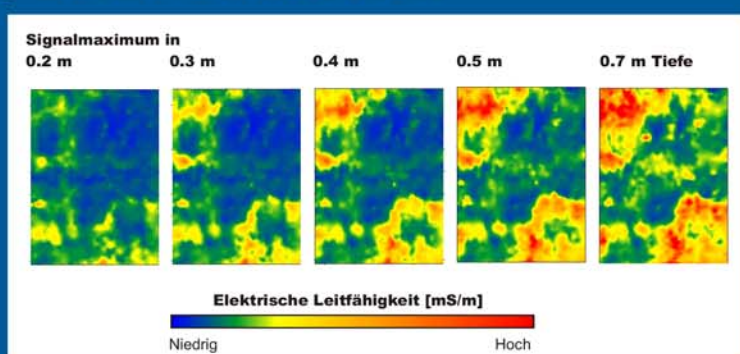 Signalmaximum in
0.2 m 0.3 m 0.4 m 0.5 m 0.7 m Tiefe
Elektrische Leitfähigkeit [mS/m]
Niedrig Hoch